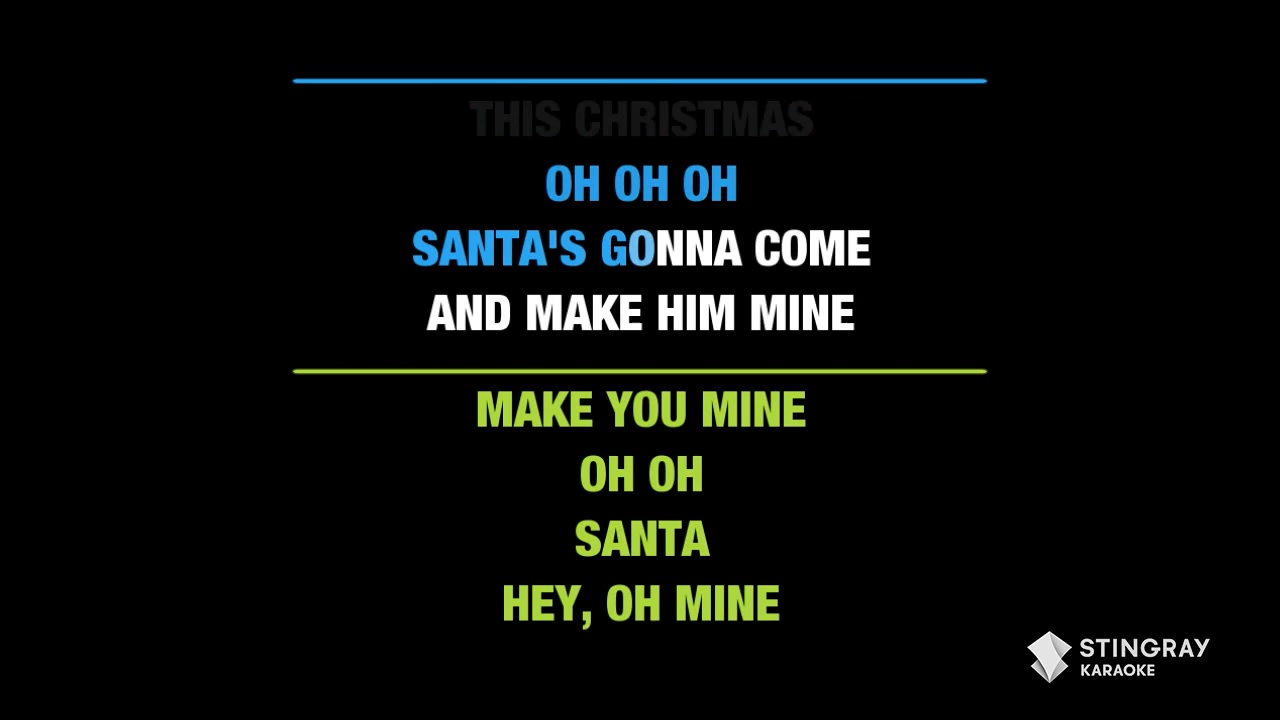 THIS CHRISTMAS
OH OH OH
SANTA'S GONNA COME
AND MAKE HIM MINE
MAKE YOU MINE
OH OH
SANTA
HEY, OH MINE
STINGRAY
KARAOKE